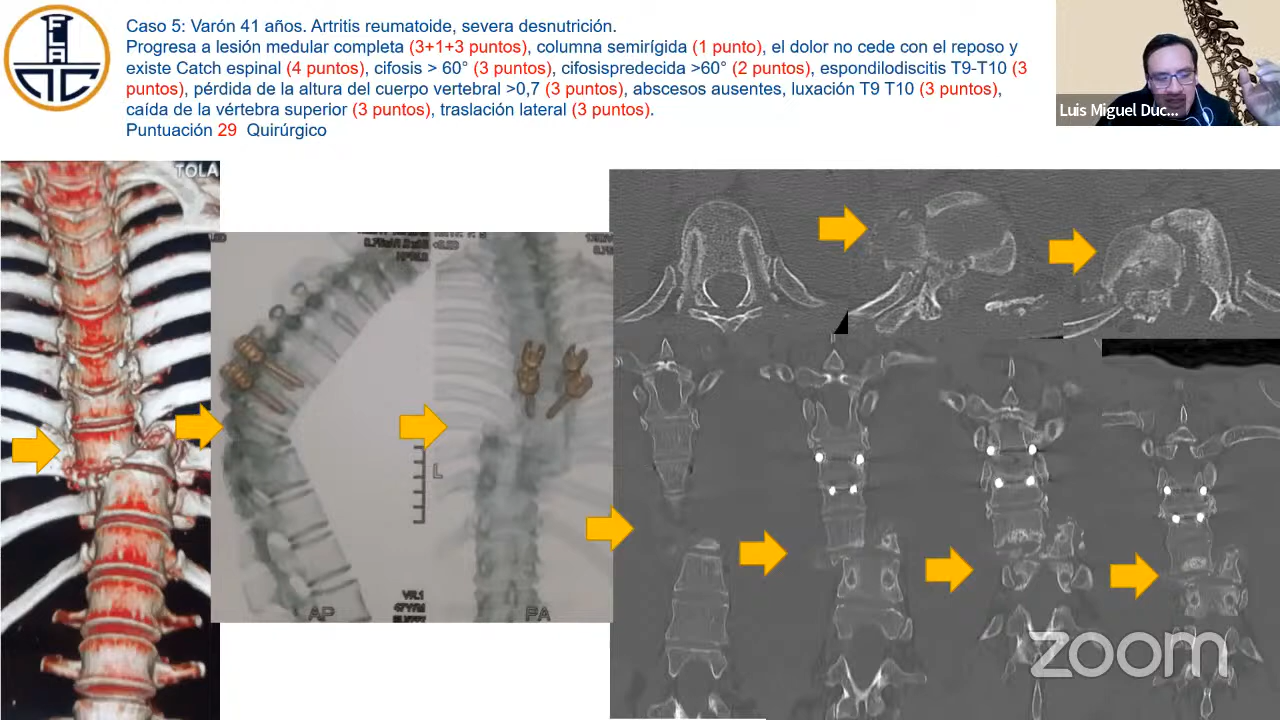 Caso 5: Varón 41 años. Artritis reumatoide, severa desnutrición.
Progresa a lesión medular completa (3+1+3 puntos), columna semirígida (1 punto), el dolor no cede con el reposo y
existe Catch espinal (4 puntos), cifosis > 60° (3 puntos), cifosispredecida >60° (2 puntos), espondilodiscitis T9-T10 (3
puntos), pérdida de la altura del cuerpo vertebral >0,7 (3 puntos), abscesos ausentes, luxación T9 T10 (3 puntos),
caída de la vértebra superior (3 puntos), traslación lateral (3 puntos).
Puntuación 29 Quirúrgico
Luis Miguel Duc...
TOLA
L
VR.1
AP
PA
zoom